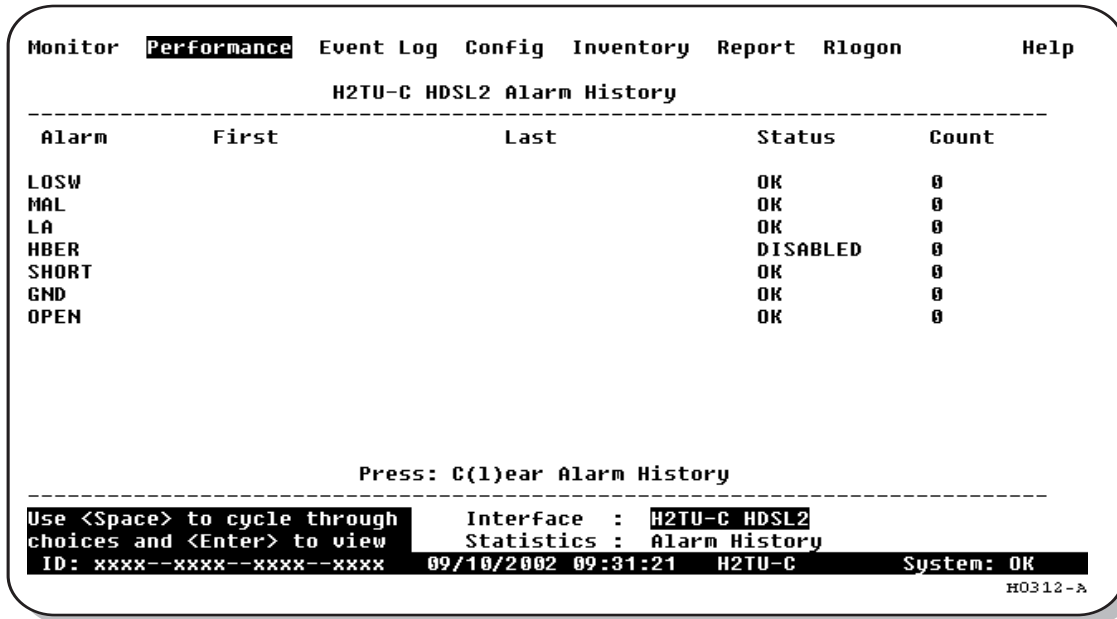 Monitor Performance Event Log Config Inventory Report Rlogon Help
H2TU-C HDSL2 Alarm History
Alarm First Last Status Count
LOSW OK 0
MAL OK 0
LA OK 0
HBER DISABLED 0
SHORT OK 0
GND OK 0
OPEN OK 0
Press: C(l)ear Alarm History
Use <Space> to cycle through Interface : H2TU-C HDSL2
choices and <Enter> to view Statistics : Alarm History
ID: xxxx--xxxx--xxxx--xxxx 09/10/2002 09:31:21 H2TU-C System: OK
H0312-A